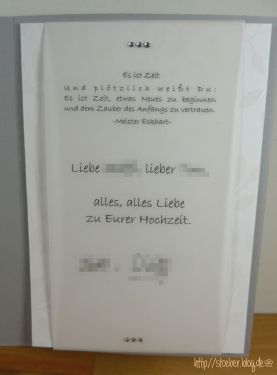 Es ist Zeit
Und plötzlich weißt Du:
Es ist Zeit, etwas Neues zu beginnen
und dem Zauber des Anfangs zu vertrauen.
-Meister Eckhart-
Liebe , lieber ,
alles, alles Liebe
zu Eurer Hochzeit.
http://stoeber.blog.de